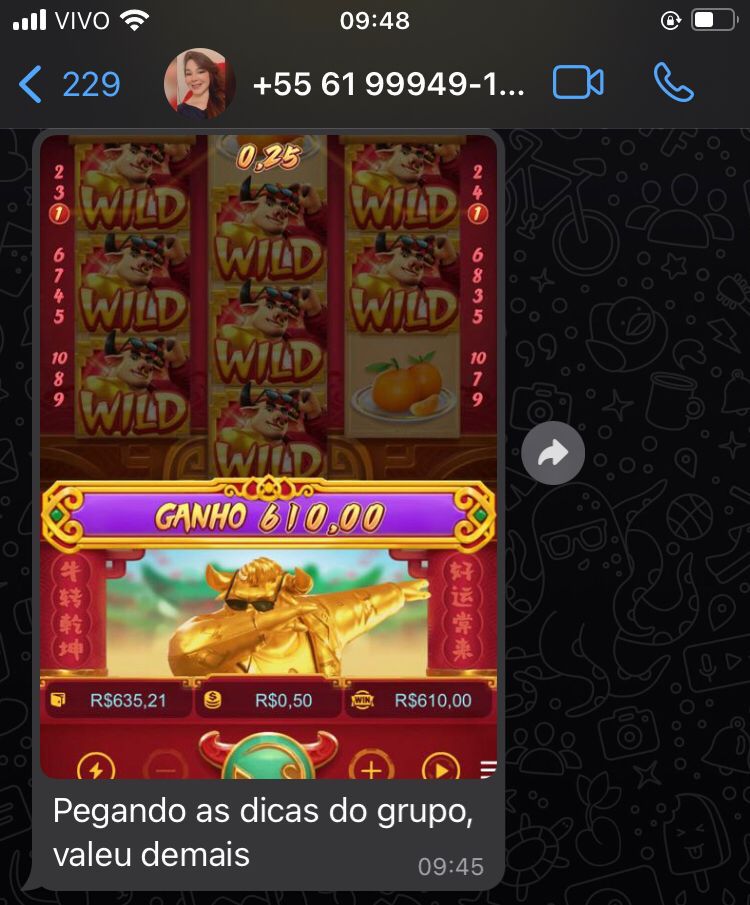 VIVO
09:48
229
+55 61 99949-1...
0,25
2 WILD WILD 2
3 4
1 WILD 1
6 6
7 WILD WILD 8
4 WILD 3
5 5
10 10
8 WILD 7
9 WILD 9
GANHO 610,00
牛转乾坤
好运常来
R$635,21 R$0,50 WIN R$610,00
Pegando as dicas do grupo,
valeu demais
09:45